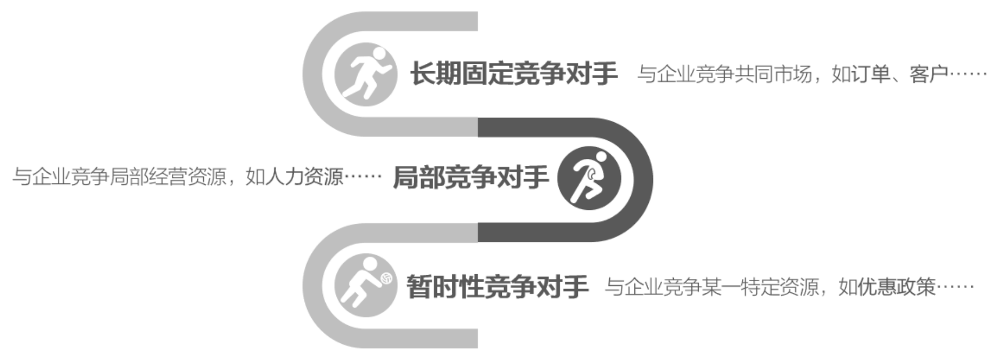 长期固定竞争对手 与企业竞争共同市场，如订单、客户……
与企业竞争局部经营资源，如人力资源…… 局部竞争对手
暂时性竞争对手 与企业竞争某一特定资源，如优惠政策……